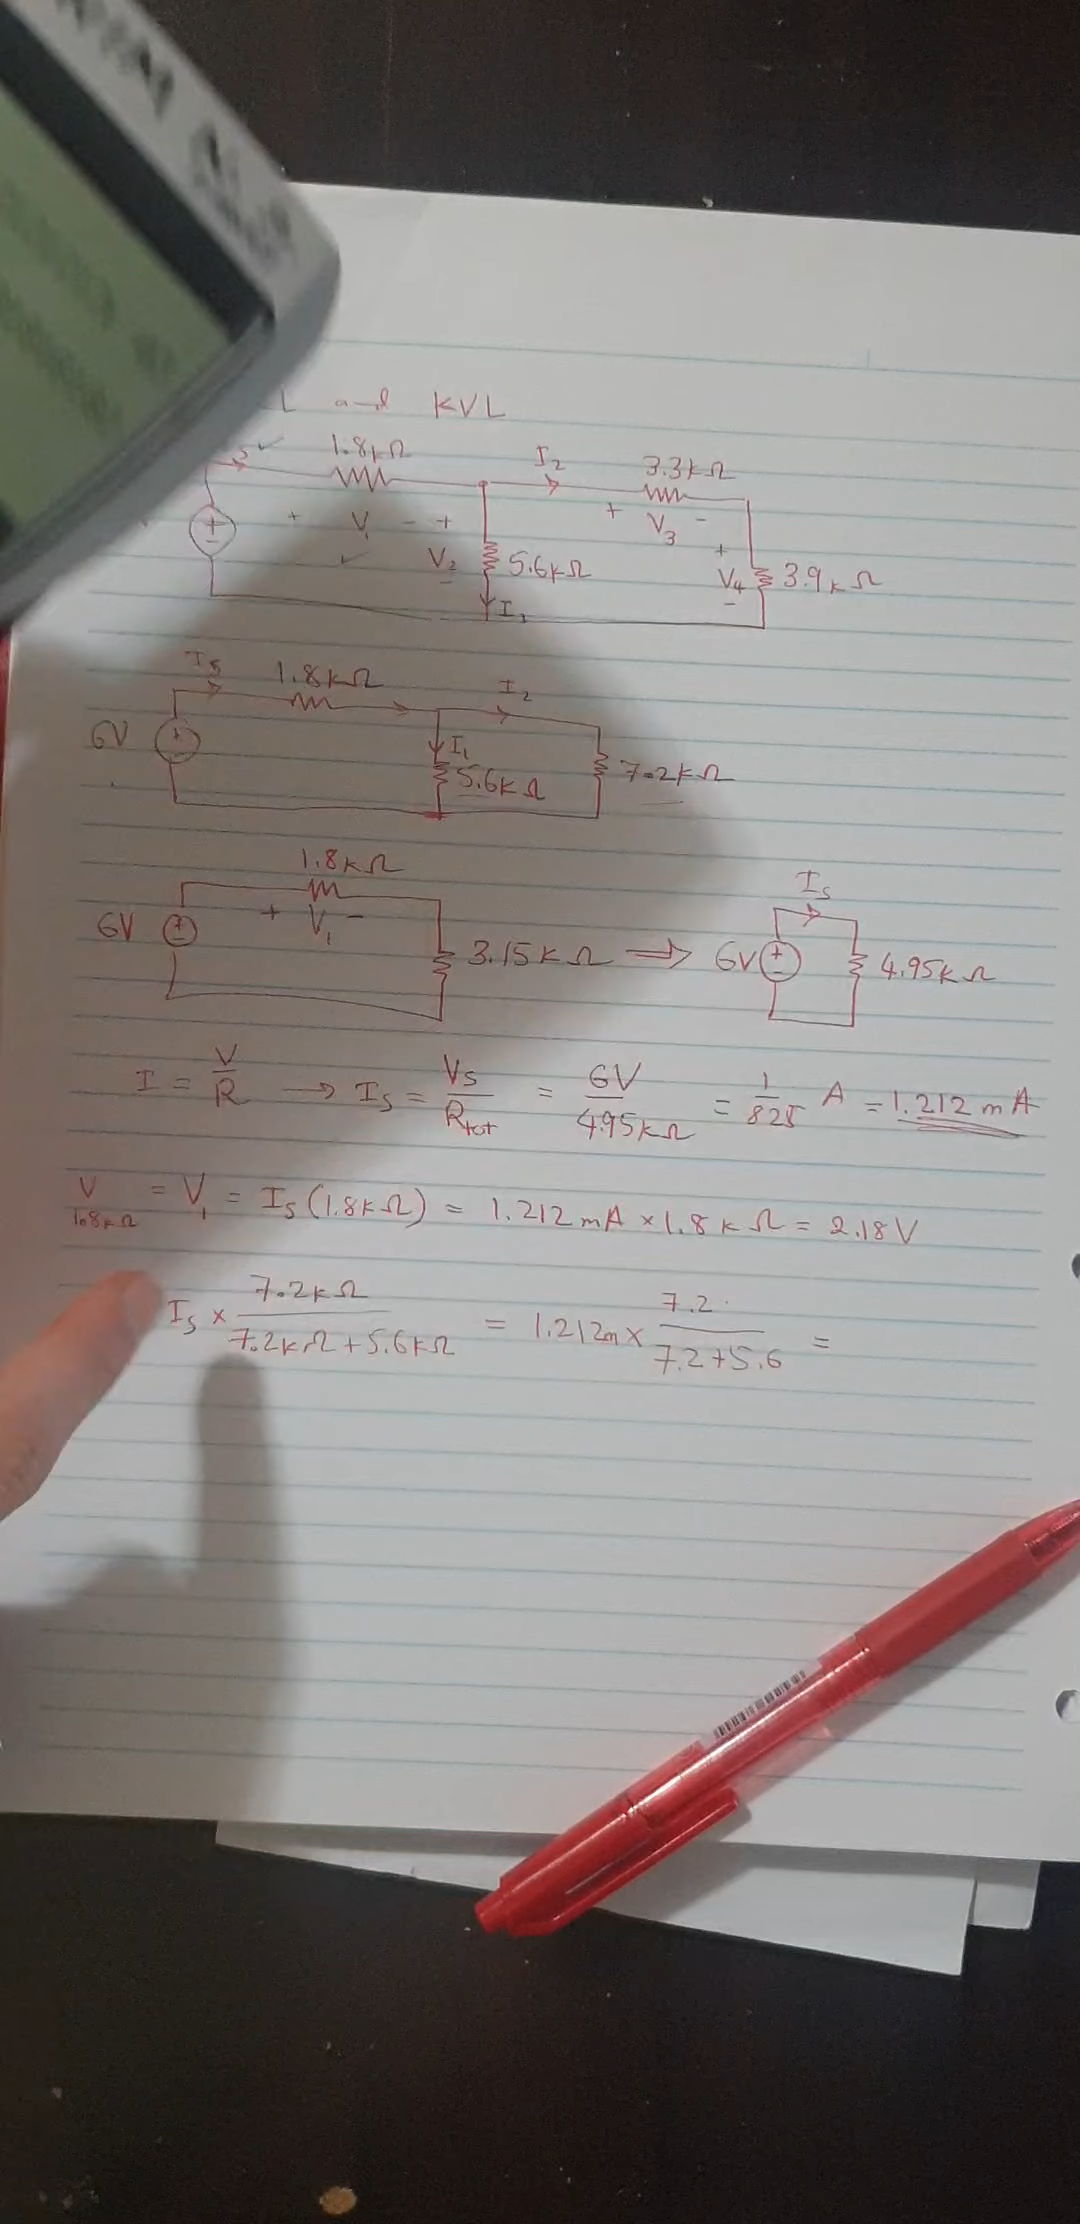 and KVL
1.8kΩ I₂ 3.3kΩ
+ V₁ - + V₂ 5.6kΩ + V₃ - + V₄ - 3.9kΩ
I₁
Is 1.8kΩ I₂
6V I₁ 5.6kΩ 7.2kΩ
1.8kΩ Is
6V + V₁ - 3.15kΩ ⇒ 6V 4.95kΩ
I = V/R → Is = Vs/Rtot = 6V/4.95kΩ = 1/825 A = 1.212 mA
V1.8kΩ = V₁ = Is (1.8kΩ) = 1.212 mA × 1.8 kΩ = 2.18 V
Is × 7.2kΩ/7.2kΩ+5.6kΩ = 1.212m × 7.2/7.2+5.6 =